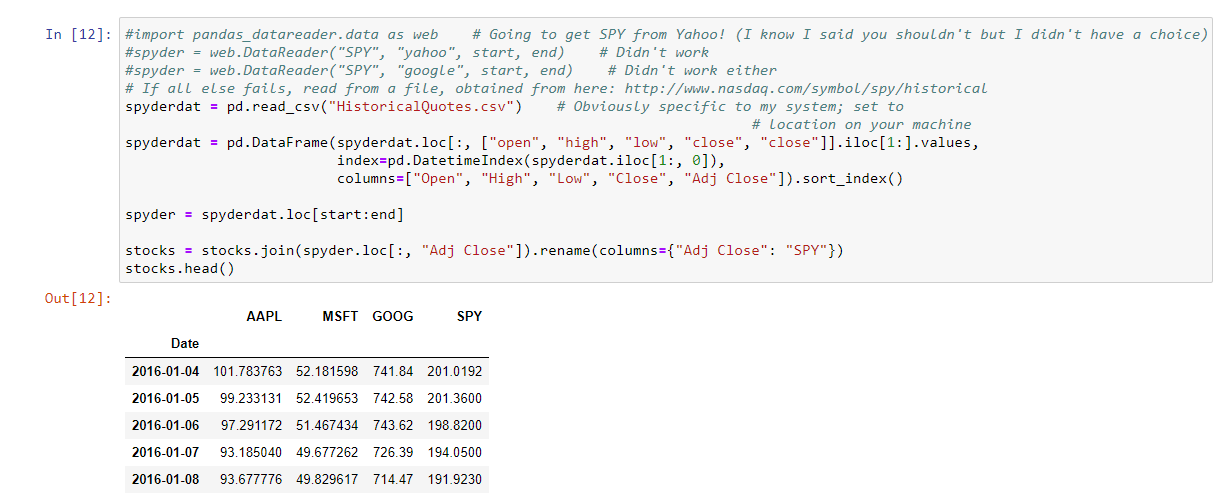 In [12]: #import pandas_datareader.data as web    # Going to get SPY from Yahoo! (I know I said you shouldn't but I didn't have a choice)
#spyder = web.DataReader("SPY", "yahoo", start, end)    # Didn't work
#spyder = web.DataReader("SPY", "google", start, end)    # Didn't work either
# If all else fails, read from a file, obtained from here: http://www.nasdaq.com/symbol/spy/historical
spyderdat = pd.read_csv("HistoricalQuotes.csv")    # Obviously specific to my system; set to
# location on your machine
spyderdat = pd.DataFrame(spyderdat.loc[:, ["open", "high", "low", "close", "close"]].iloc[1:].values,
index=pd.DatetimeIndex(spyderdat.iloc[1:, 0]),
columns=["Open", "High", "Low", "Close", "Adj Close"]).sort_index()
spyder = spyderdat.loc[start:end]
stocks = stocks.join(spyder.loc[:, "Adj Close"]).rename(columns={"Adj Close": "SPY"})
stocks.head()
Out[12]:
AAPL MSFT GOOG SPY
Date
2016-01-04 101.783763 52.181598 741.84 201.0192
2016-01-05 99.233131 52.419653 742.58 201.3600
2016-01-06 97.291172 51.467434 743.62 198.8200
2016-01-07 93.185040 49.677262 726.39 194.0500
2016-01-08 93.677776 49.829617 714.47 191.9230